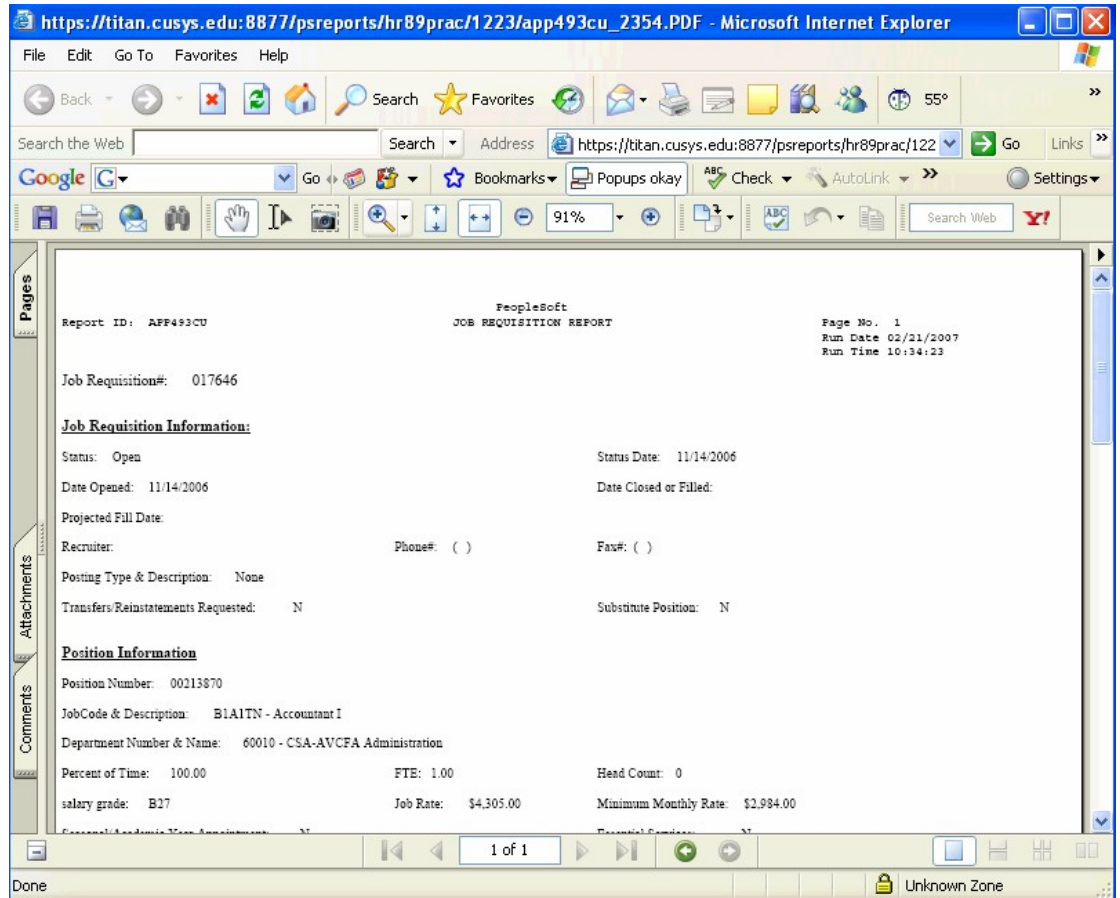 https://titan.cusys.edu:8877/psreports/hr89prac/1223/app493cu_2354.PDF - Microsoft Internet Explorer
File Edit Go To Favorites Help
Back Search Favorites 55° »
Search the Web Search Address https://titan.cusys.edu:8877/psreports/hr89prac/122 Go Links »
Google G Go Bookmarks Popups okay ABC Check AutoLink » Settings
91% ABC Search Web Y!
Pages
Attachments
Comments
PeopleSoft
Report ID: APP493CU JOB REQUISITION REPORT Page No. 1
Run Date 02/21/2007
Run Time 10:34:23
Job Requisition#: 017646
Job Requisition Information:
Status: Open Status Date: 11/14/2006
Date Opened: 11/14/2006 Date Closed or Filled:
Projected Fill Date:
Recruiter: Phone#: ( ) Fax#: ( )
Posting Type & Description: None
Transfers/Reinstatements Requested: N Substitute Position: N
Position Information
Position Number: 00213870
JobCode & Description: B1A1TN - Accountant I
Department Number & Name: 60010 - CSA-AVCFA Administration
Percent of Time: 100.00 FTE: 1.00 Head Count: 0
salary grade: B27 Job Rate: $4,305.00 Minimum Monthly Rate: $2,984.00
1 of 1
Done Unknown Zone